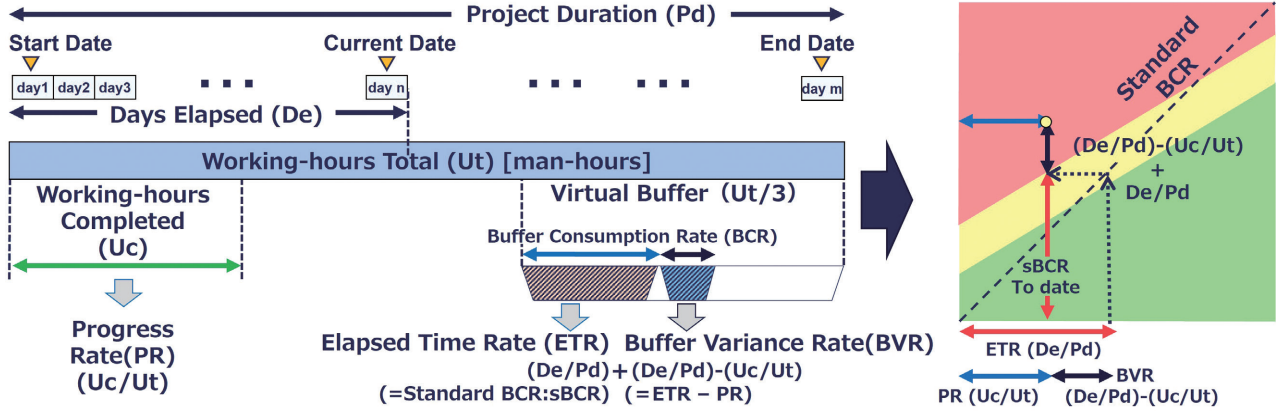 Project Duration (Pd)
Start Date
Current Date
End Date
day1 day2 day3
day n
day m
Days Elapsed (De)
Working-hours Total (Ut) [man-hours]
Working-hours
Completed
(Uc)
Virtual Buffer (Ut/3)
Buffer Consumption Rate (BCR)
Progress
Rate(PR)
(Uc/Ut)
Elapsed Time Rate (ETR)
Buffer Variance Rate(BVR)
(De/Pd)+(De/Pd)-(Uc/Ut)
(=Standard BCR:sBCR)
(=ETR – PR)
Standard
BCR
(De/Pd)-(Uc/Ut)
+
De/Pd
sBCR
To date
ETR (De/Pd)
BVR
PR (Uc/Ut)
(De/Pd)-(Uc/Ut)